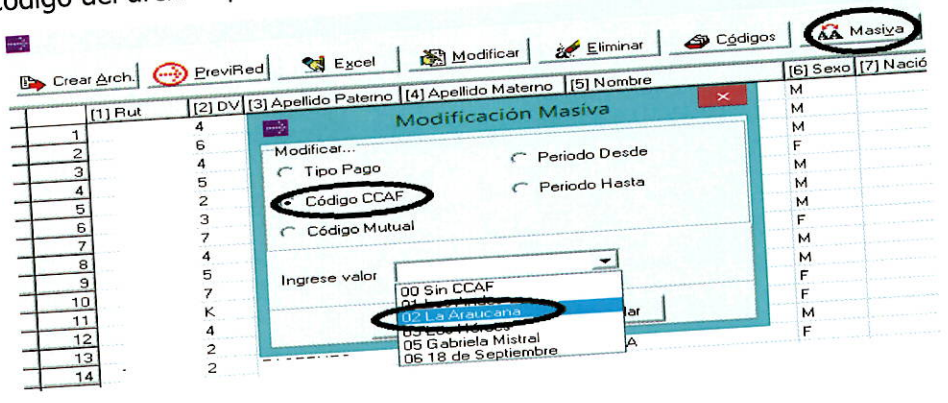 Crear Arch. PreviRed Excel Modificar Eliminar Códigos Masiva
[1] Rut [2] DV [3] Apellido Paterno [4] Apellido Materno [5] Nombre [6] Sexo [7] Nació
Modificación Masiva
Modificar...
Tipo Pago Periodo Desde
Código CCAF Periodo Hasta
Código Mutual
Ingrese valor
00 Sin CCAF
02 La Araucana
05 Gabriela Mistral
06 18 de Septiembre
1 4 M
2 6 M
3 4 M
4 5 F
5 2 M
6 3 M
7 7 M
8 4 F
9 5 M
10 7 M
11 K F
12 4 F
13 2 M
14 2 F